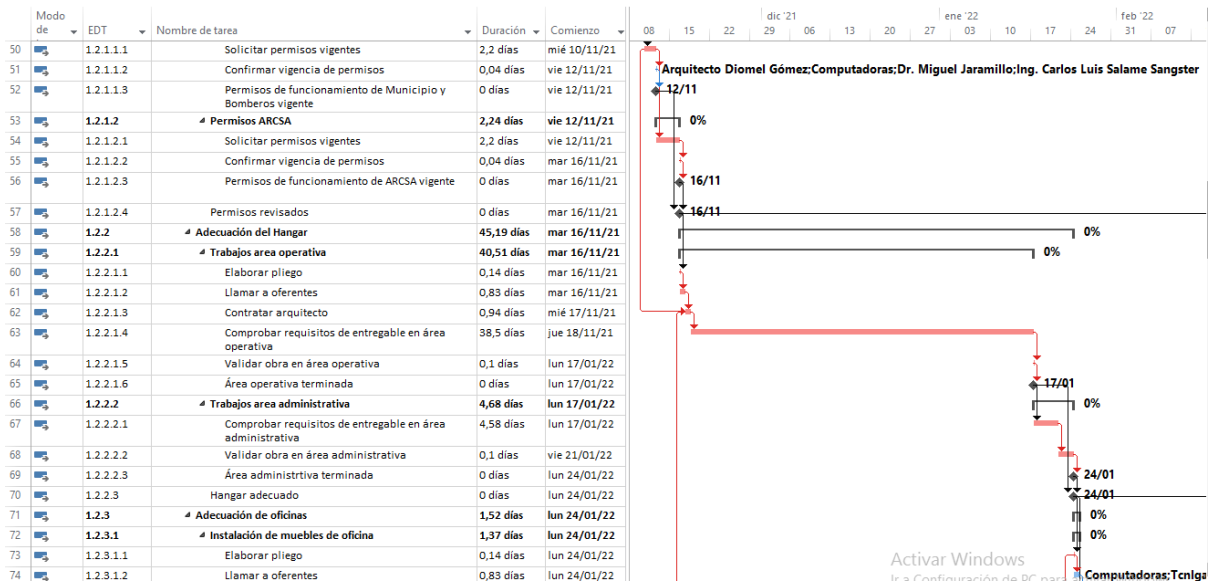 Modo de EDT Nombre de tarea Duración Comienzo
dic '21 ene '22 feb '22
08 15 22 29 06 13 20 27 03 10 17 24 31 07
50 1.2.1.1.1 Solicitar permisos vigentes 2,2 días mié 10/11/21
51 1.2.1.1.2 Confirmar vigencia de permisos 0,04 días vie 12/11/21 Arquitecto Diomel Gómez;Computadoras;Dr. Miguel Jaramillo;Ing. Carlos Luis Salame Sangster
52 1.2.1.1.3 Permisos de funcionamiento de Municipio y 0 días vie 12/11/21 12/11
Bomberos vigente
53 1.2.1.2 Permisos ARCSA 2,24 días vie 12/11/21 0%
54 1.2.1.2.1 Solicitar permisos vigentes 2,2 días vie 12/11/21
55 1.2.1.2.2 Confirmar vigencia de permisos 0,04 días mar 16/11/21
56 1.2.1.2.3 Permisos de funcionamiento de ARCSA vigente 0 días mar 16/11/21 16/11
57 1.2.1.2.4 Permisos revisados 0 días mar 16/11/21 16/11
58 1.2.2 Adecuación del Hangar 45,19 días mar 16/11/21 0%
59 1.2.2.1 Trabajos area operativa 40,51 días mar 16/11/21 0%
60 1.2.2.1.1 Elaborar pliego 0,14 días mar 16/11/21
61 1.2.2.1.2 Llamar a oferentes 0,83 días mar 16/11/21
62 1.2.2.1.3 Contratar arquitecto 0,94 días mié 17/11/21
63 1.2.2.1.4 Comprobar requisitos de entregable en área 38,5 días jue 18/11/21
operativa
64 1.2.2.1.5 Validar obra en área operativa 0,1 días lun 17/01/22
65 1.2.2.1.6 Área operativa terminada 0 días lun 17/01/22 17/01
66 1.2.2.2 Trabajos area administrativa 4,68 días lun 17/01/22 0%
67 1.2.2.2.1 Comprobar requisitos de entregable en área 4,58 días lun 17/01/22
administrativa
68 1.2.2.2.2 Validar obra en área administrativa 0,1 días vie 21/01/22
69 1.2.2.2.3 Área administrtiva terminada 0 días lun 24/01/22 24/01
70 1.2.2.3 Hangar adecuado 0 días lun 24/01/22 24/01
71 1.2.3 Adecuación de oficinas 1,52 días lun 24/01/22 0%
72 1.2.3.1 Instalación de muebles de oficina 1,37 días lun 24/01/22 0%
73 1.2.3.1.1 Elaborar pliego 0,14 días lun 24/01/22
Activar Windows
74 1.2.3.1.2 Llamar a oferentes 0,83 días lun 24/01/22 Computadoras;Tcnlga
Ir a Configuración de PC para